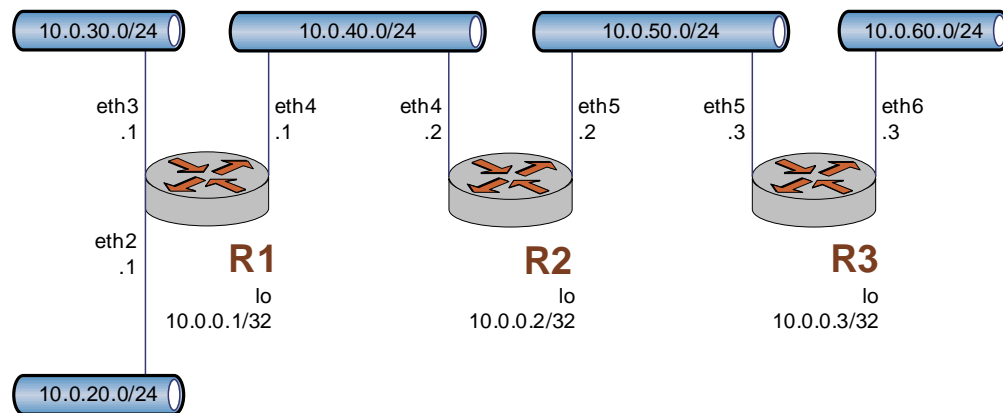 10.0.30.0/24
10.0.40.0/24
10.0.50.0/24
10.0.60.0/24
eth3
.1
eth4
.1
eth4
.2
eth5
.2
eth5
.3
eth6
.3
eth2
.1
R1
lo
10.0.0.1/32
R2
lo
10.0.0.2/32
R3
lo
10.0.0.3/32
10.0.20.0/24